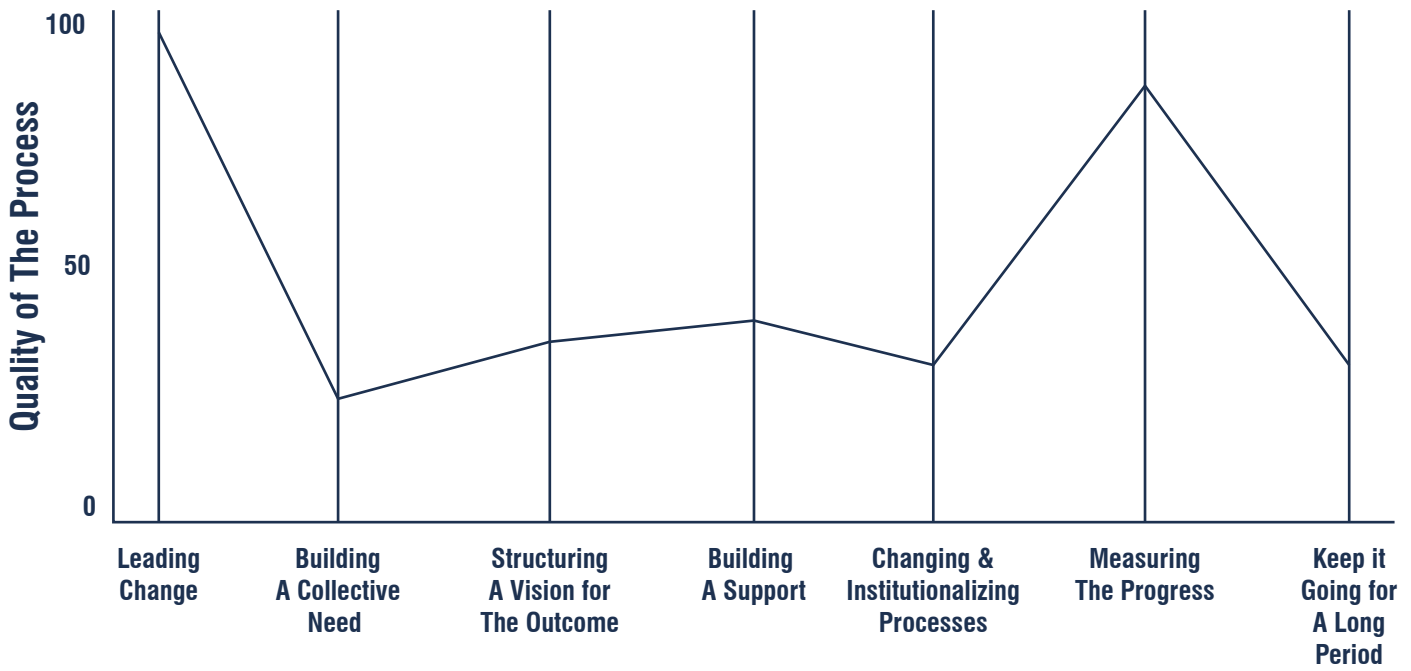 100
50
0
Quality of The Process
Leading
Change
Building
A Collective
Need
Structuring
A Vision for
The Outcome
Building
A Support
Changing &
Institutionalizing
Processes
Measuring
The Progress
Keep it
Going for
A Long
Period